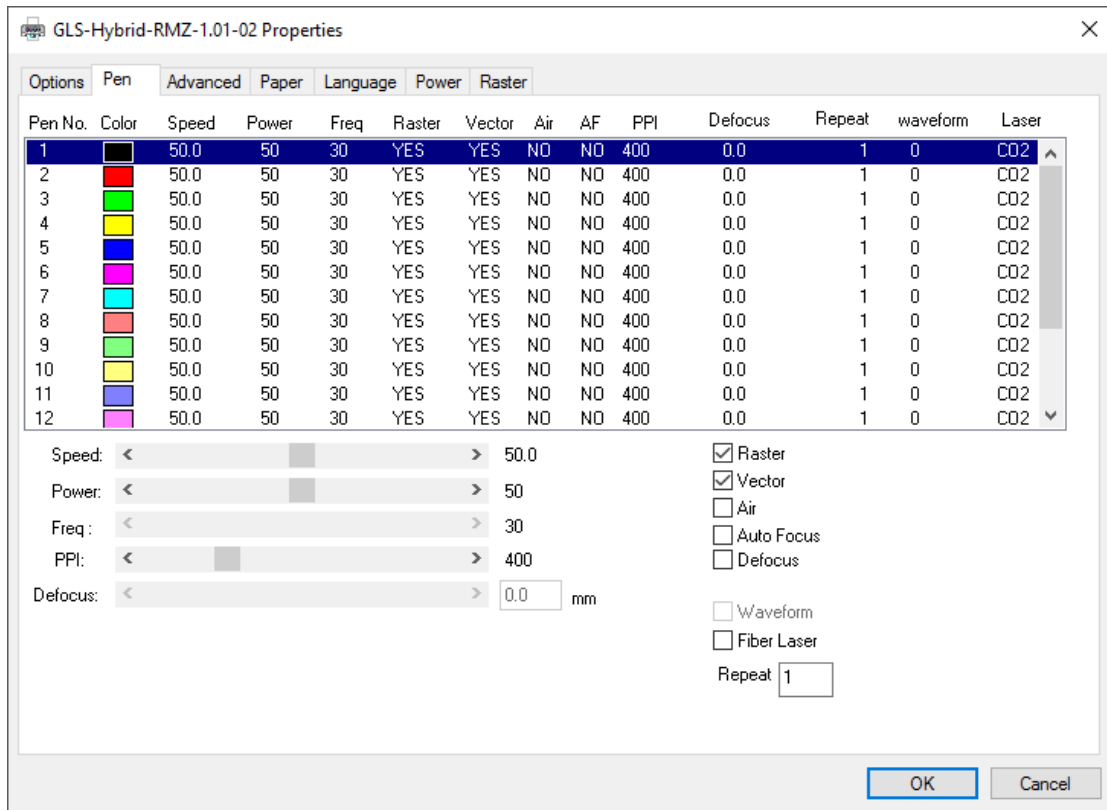 GLS-Hybrid-RMZ-1.01-02 Properties
Options Pen Advanced Paper Language Power Raster
Pen No. Color Speed Power Freq Raster Vector Air AF PPI Defocus Repeat waveform Laser
1 50.0 50 30 YES YES NO NO 400 0.0 1 0 CO2
2 50.0 50 30 YES YES NO NO 400 0.0 1 0 CO2
3 50.0 50 30 YES YES NO NO 400 0.0 1 0 CO2
4 50.0 50 30 YES YES NO NO 400 0.0 1 0 CO2
5 50.0 50 30 YES YES NO NO 400 0.0 1 0 CO2
6 50.0 50 30 YES YES NO NO 400 0.0 1 0 CO2
7 50.0 50 30 YES YES NO NO 400 0.0 1 0 CO2
8 50.0 50 30 YES YES NO NO 400 0.0 1 0 CO2
9 50.0 50 30 YES YES NO NO 400 0.0 1 0 CO2
10 50.0 50 30 YES YES NO NO 400 0.0 1 0 CO2
11 50.0 50 30 YES YES NO NO 400 0.0 1 0 CO2
12 50.0 50 30 YES YES NO NO 400 0.0 1 0 CO2
Speed: 50.0
Power: 50
Freq : 30
PPI: 400
Defocus: 0.0 mm
Raster
Vector
Air
Auto Focus
Defocus
Waveform
Fiber Laser
Repeat 1
OK Cancel